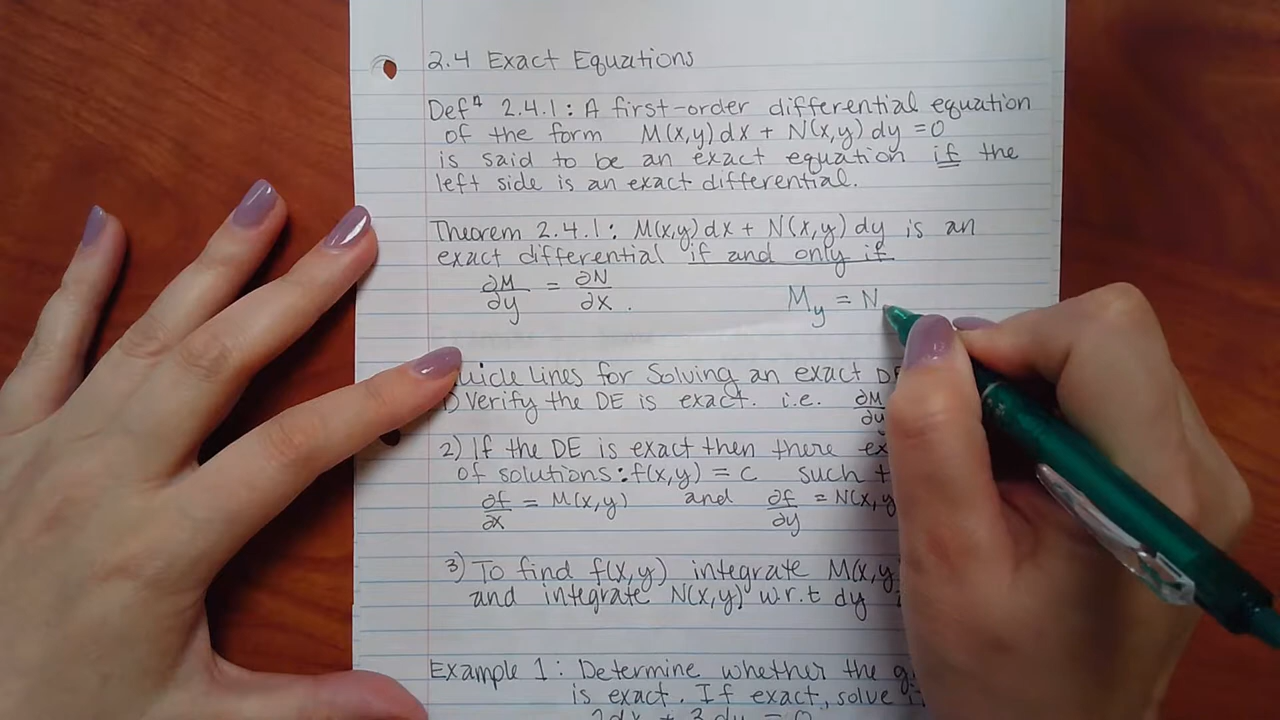 2.4 Exact Equations
Defⁿ 2.4.1: A first-order differential equation
of the form M(x,y)dx + N(x,y)dy = 0
is said to be an exact equation if the
left side is an exact differential.
Theorem 2.4.1: M(x,y)dx + N(x,y)dy is an
exact differential if and only if
∂M/∂y = ∂N/∂x. My = N
lines for Solving an exact
Verify the DE is exact. i.e. ∂M/∂y
2) If the DE is exact then there
of solutions: f(x,y) = c such
∂f/∂x = M(x,y) and ∂f/∂y = N(x,y
3) To find f(x,y) integrate M(x,y
and integrate N(x,y) w.r.t dy
Example 1: Determine whether the
is exact. If exact, solve
2dx + 3dy = 0